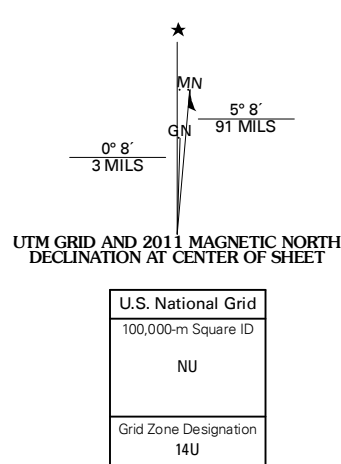 ★
MN
GN
5° 8´
91 MILS
0° 8´
3 MILS
UTM GRID AND 2011 MAGNETIC NORTH
DECLINATION AT CENTER OF SHEET
U.S. National Grid
100,000-m Square ID
NU
Grid Zone Designation
14U